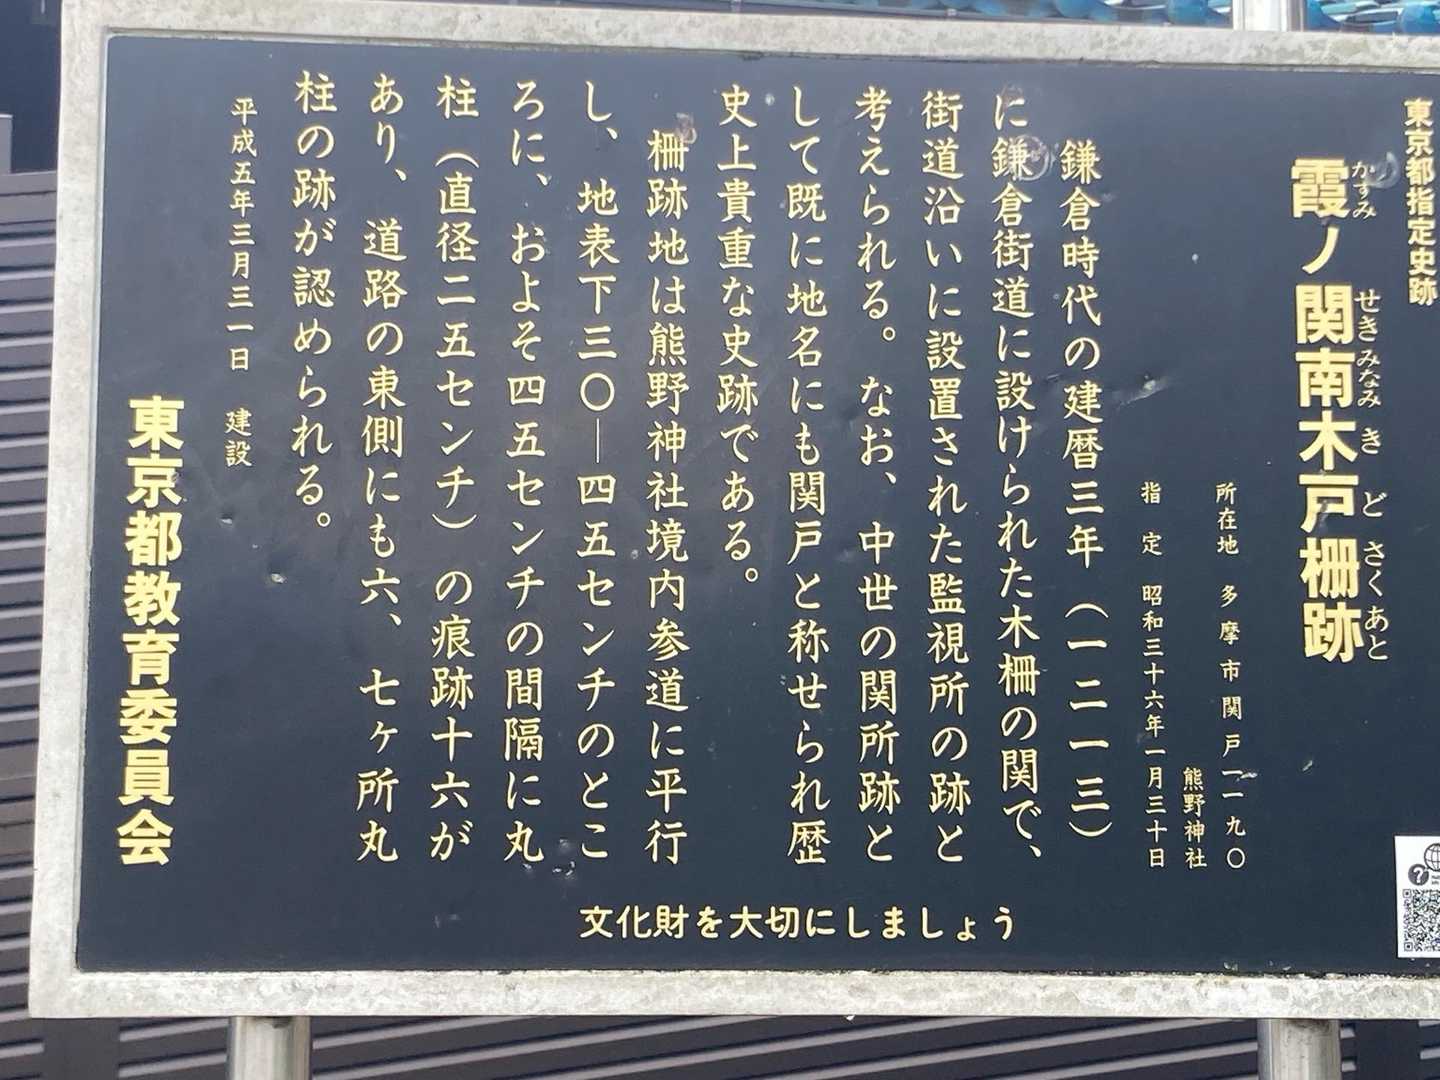 東京都指定史跡
霞ノ関南木戸柵跡
かすみ せきみなみ き ど さくあと
所在地 多摩市関戸一一九〇
熊野神社
指定 昭和三十六年一月三十日
鎌倉時代の建暦三年（一二一三）
に鎌倉街道に設けられた木柵の関で、
街道沿いに設置された監視所の跡と
考えられる。なお、中世の関所跡と
して既に地名にも関戸と称せられ歴
史上貴重な史跡である。
柵跡地は熊野神社境内参道に平行
し、地表下三〇―四五センチのとこ
ろに、およそ四五センチの間隔に丸
柱（直径二五センチ）の痕跡十六が
あり、道路の東側にも六、七ヶ所丸
柱の跡が認められる。
平成五年三月三一日 建設
東京都教育委員会
文化財を大切にしましょう